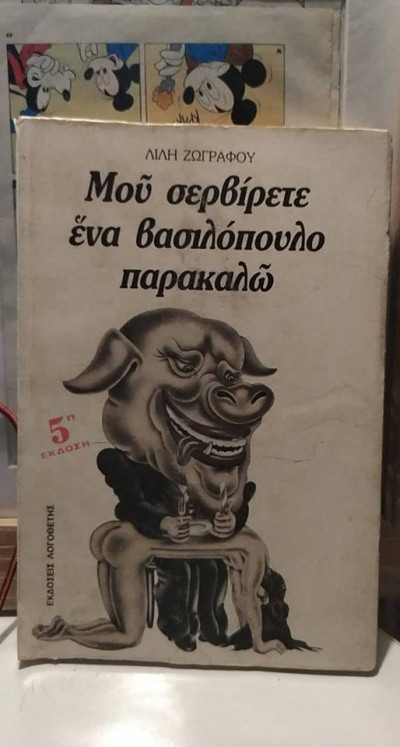 ΛΙΛΗ ΖΩΓΡΑΦΟΥ
Μοῦ σερβίρετε
ἕνα βασιλόπουλο
παρακαλῶ
5η
ΕΚΔΟΣΗ
ΕΚΔΟΣΕΙΣ ΛΟΓΟΘΕΤΗΣ